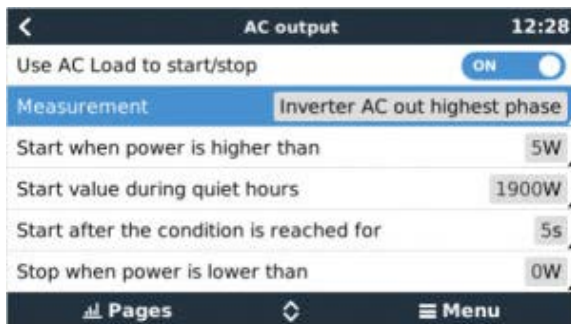 AC output 12:28
Use AC Load to start/stop ON
Measurement Inverter AC out highest phase
Start when power is higher than 5W
Start value during quiet hours 1900W
Start after the condition is reached for 5s
Stop when power is lower than 0W
Pages Menu